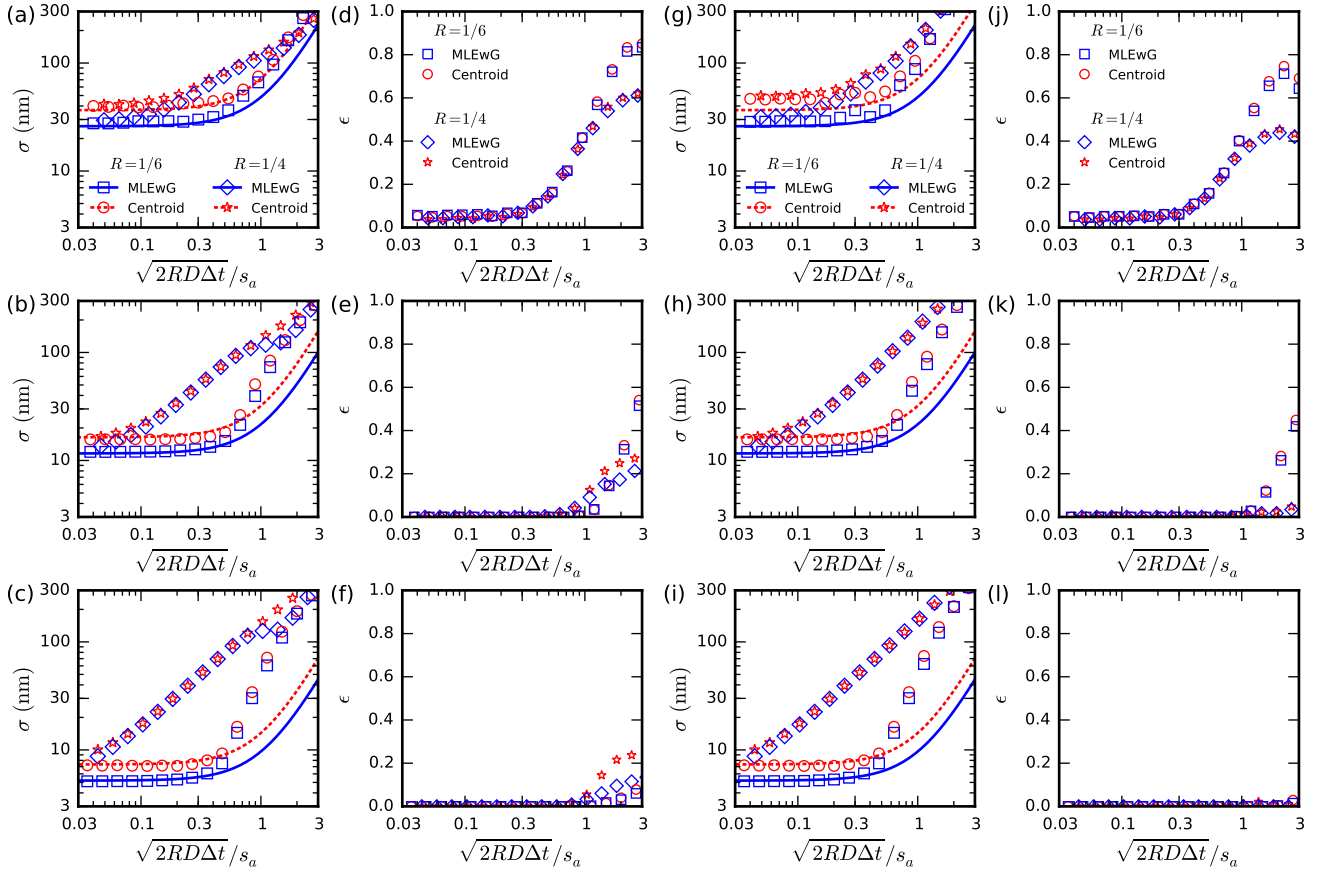 (a)
300
100
30
10
3
σ (nm)
R=1/6
R=1/4
MLEwG
MLEwG
Centroid
Centroid
0.03
0.1
0.3
1
3
√2RDΔt/s_a
(d)
1.0
0.8
0.6
0.4
0.2
0.0
ϵ
R=1/6
MLEwG
Centroid
R=1/4
MLEwG
Centroid
0.03
0.1
0.3
1
3
√2RDΔt/s_a
(g)
300
100
30
10
3
σ (nm)
R=1/6
R=1/4
MLEwG
MLEwG
Centroid
Centroid
0.03
0.1
0.3
1
3
√2RDΔt/s_a
(j)
1.0
0.8
0.6
0.4
0.2
0.0
ϵ
R=1/6
MLEwG
Centroid
R=1/4
MLEwG
Centroid
0.03
0.1
0.3
1
3
√2RDΔt/s_a
(b)
300
100
30
10
3
σ (nm)
0.03
0.1
0.3
1
3
√2RDΔt/s_a
(e)
1.0
0.8
0.6
0.4
0.2
0.0
ϵ
0.03
0.1
0.3
1
3
√2RDΔt/s_a
(h)
300
100
30
10
3
σ (nm)
0.03
0.1
0.3
1
3
√2RDΔt/s_a
(k)
1.0
0.8
0.6
0.4
0.2
0.0
ϵ
0.03
0.1
0.3
1
3
√2RDΔt/s_a
(c)
300
100
30
10
3
σ (nm)
0.03
0.1
0.3
1
3
√2RDΔt/s_a
(f)
1.0
0.8
0.6
0.4
0.2
0.0
ϵ
0.03
0.1
0.3
1
3
√2RDΔt/s_a
(i)
300
100
30
10
3
σ (nm)
0.03
0.1
0.3
1
3
√2RDΔt/s_a
(l)
1.0
0.8
0.6
0.4
0.2
0.0
ϵ
0.03
0.1
0.3
1
3
√2RDΔt/s_a